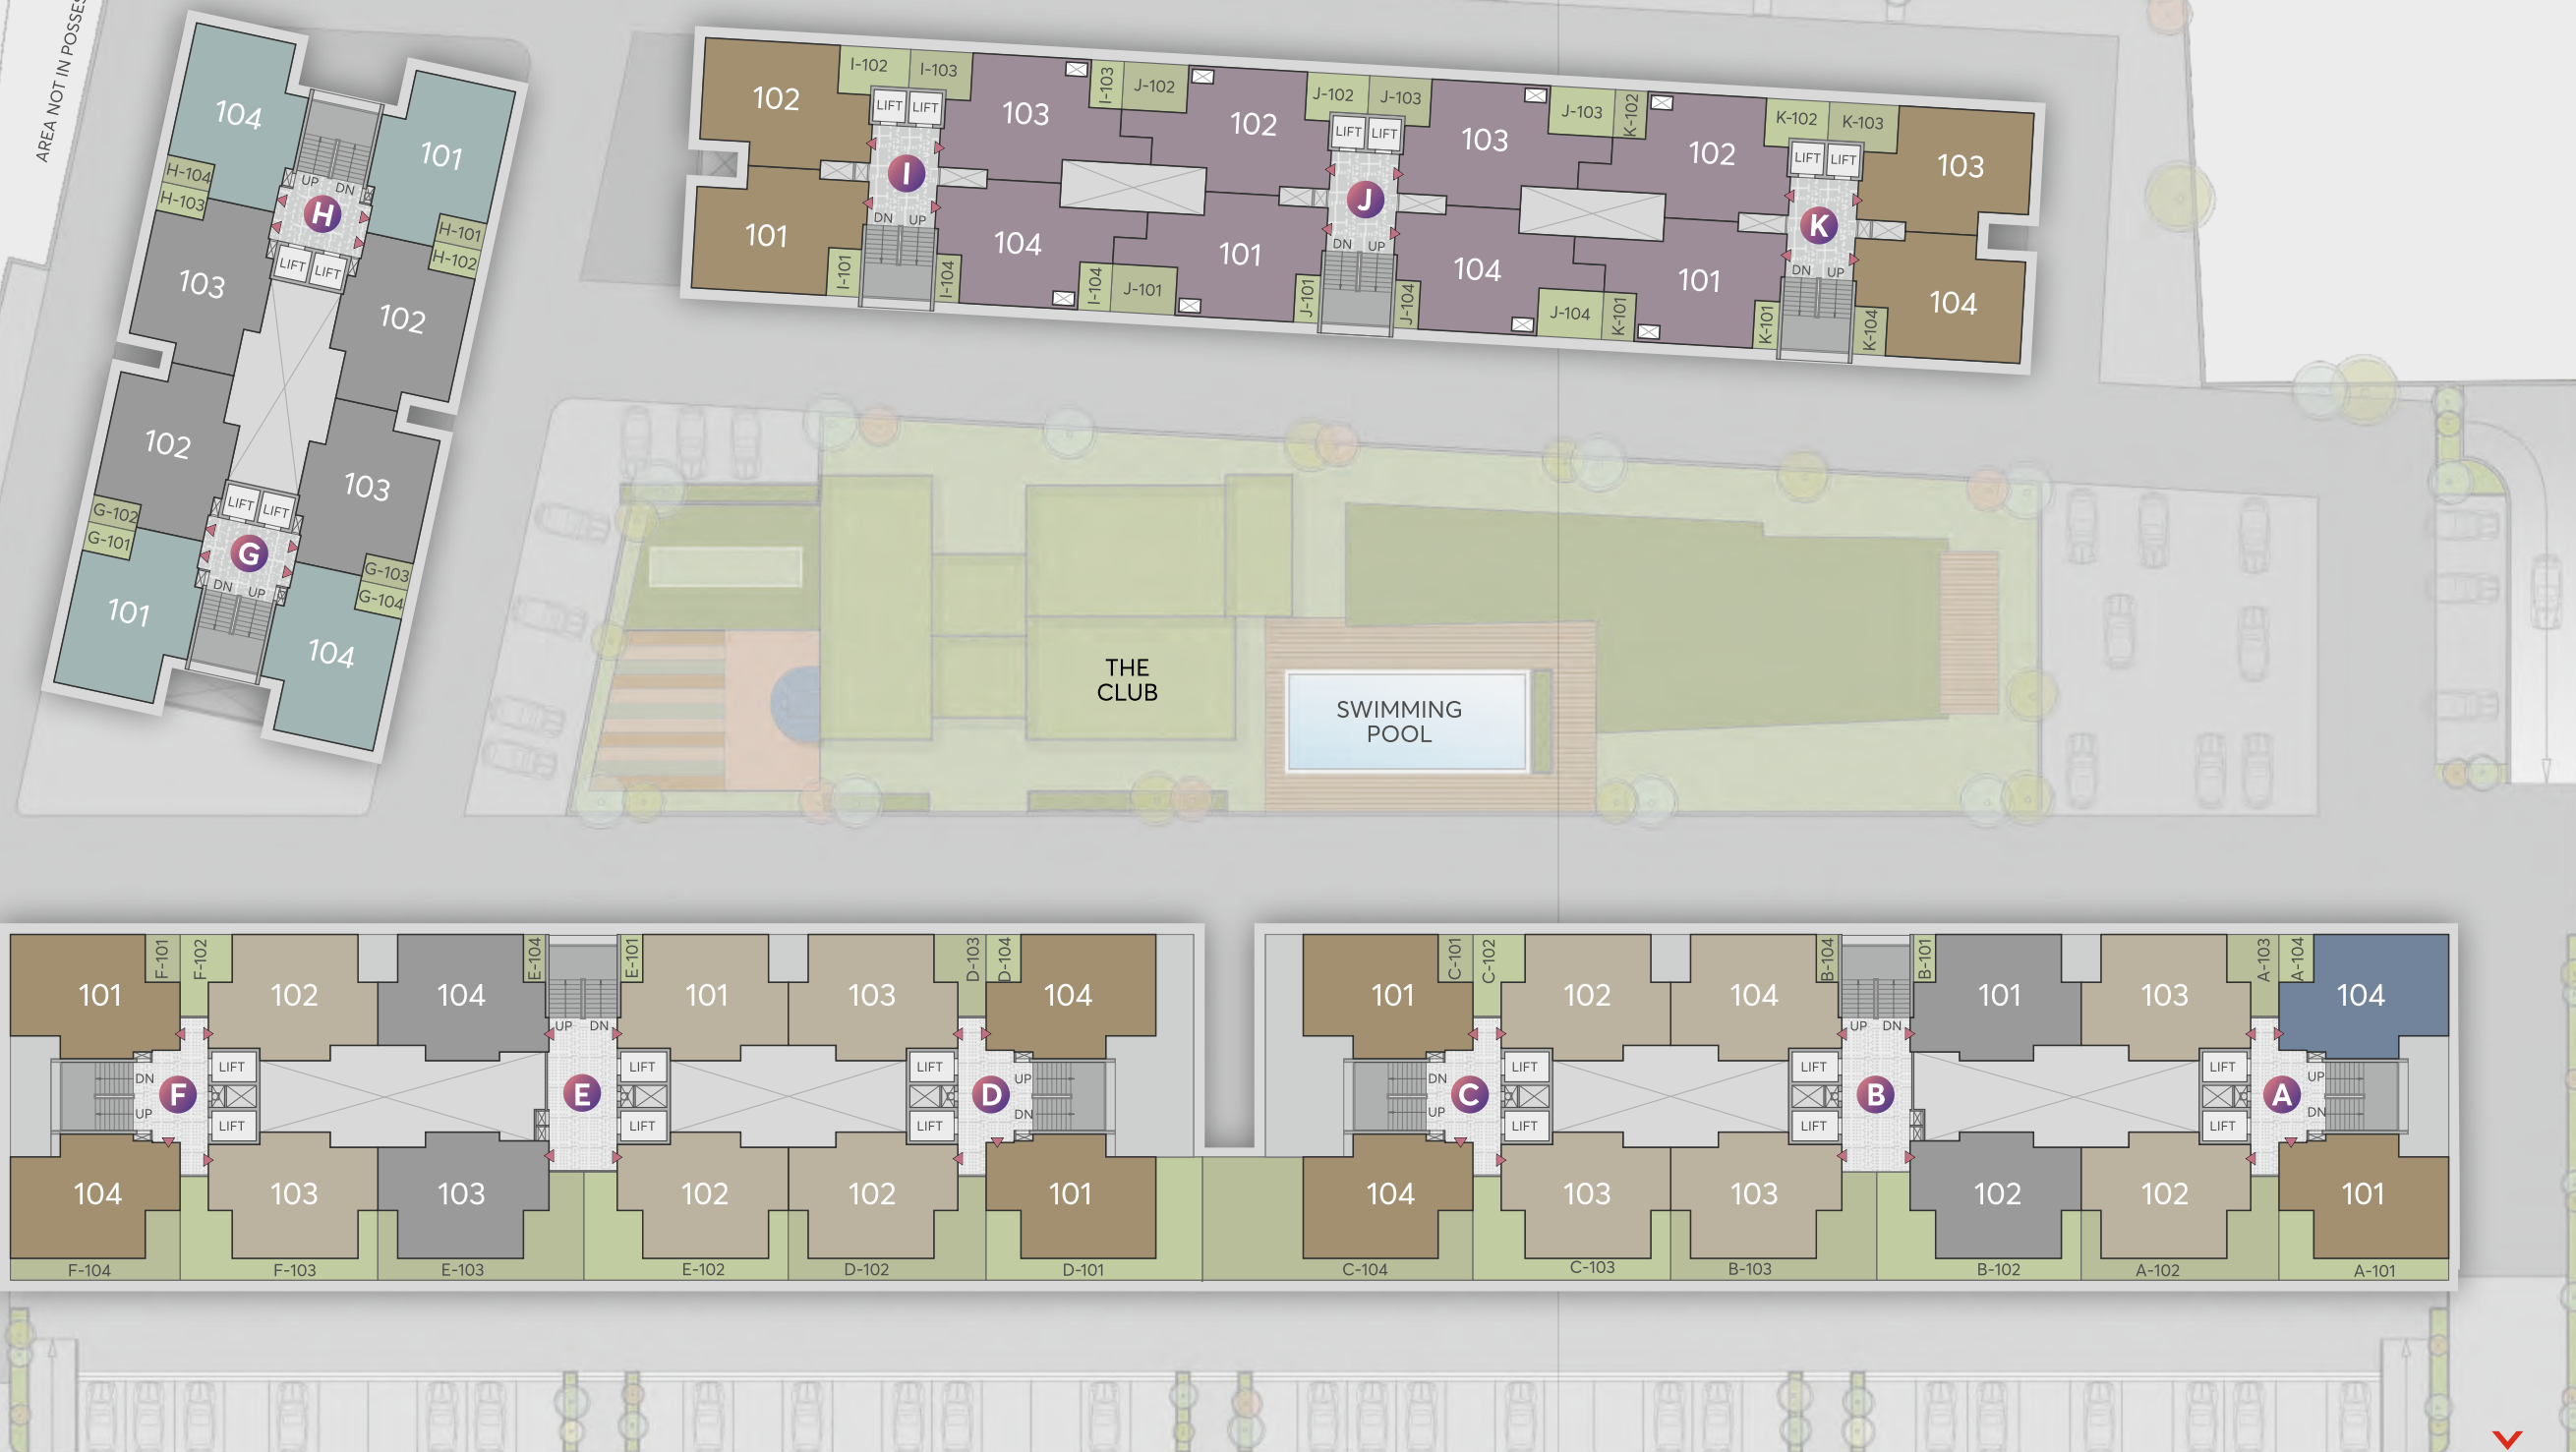 AREA NOT IN POSSES
104
101
H-104
H-103
UP
DN
H
H-101
H-102
LIFT
LIFT
103
102
102
103
LIFT
LIFT
G-102
G-101
G
G-103
G-104
DN
UP
101
104
102
I-102
I-103
LIFT
LIFT
103
I-103
J-102
102
J-102
J-103
LIFT
LIFT
103
J-103
K-102
102
K-102
K-103
LIFT
LIFT
103
I
J
K
101
I-101
DN
UP
I-104
104
I-104
J-101
101
J-101
DN
UP
J-104
104
J-104
K-101
101
K-101
DN
UP
K-104
104
THE
CLUB
SWIMMING
POOL
101
F-101
F-102
102
104
E-104
UP
DN
E-101
101
103
D-103
D-104
104
101
C-101
C-102
102
104
B-104
UP
DN
B-101
101
103
A-103
A-104
104
DN
UP
F
LIFT
LIFT
E
LIFT
LIFT
LIFT
LIFT
D
UP
DN
DN
UP
C
LIFT
LIFT
LIFT
LIFT
B
LIFT
LIFT
A
UP
DN
104
103
103
102
102
101
104
103
103
102
102
101
F-104
F-103
E-103
E-102
D-102
D-101
C-104
C-103
B-103
B-102
A-102
A-101